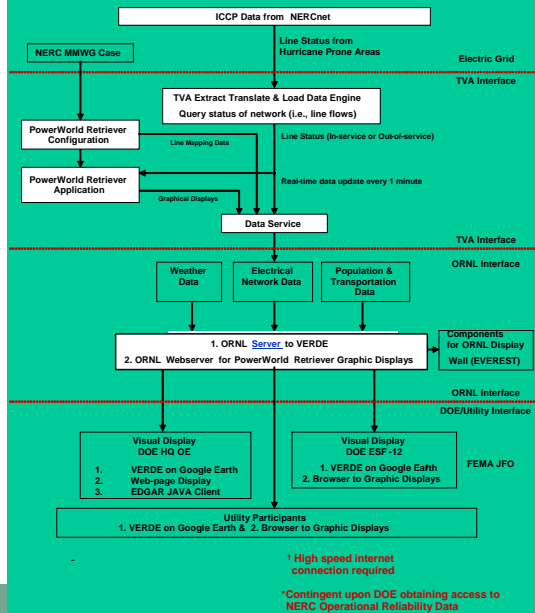 ICCP Data from NERCnet
Line Status from
Hurricane Prone Areas
NERC MMWG Case
Electric Grid
TVA Interface
TVA Extract Translate & Load Data Engine
Query status of network (i.e., line flows)
PowerWorld Retriever
Configuration
Line Mapping Data
Line Status (In-service or Out-of-service)
PowerWorld Retriever
Application
Graphical Displays
Real-time data update every 1 minute
Data Service
TVA Interface
ORNL Interface
Weather
Data
Electrical
Network Data
Population &
Transportation
Data
1. ORNL Server to VERDE
2. ORNL Webserver for PowerWorld Retriever Graphic Displays
Components
for ORNL Display
Wall (EVEREST)
ORNL Interface
DOE/Utility Interface
Visual Display
DOE HQ OE
1. VERDE on Google Earth
2. Web-page Display
3. EDGAR JAVA Client
Visual Display
DOE ESF -12
1. VERDE on Google Earth
2. Browser to Graphic Displays
FEMA JFO
Utility Participants
1. VERDE on Google Earth & 2. Browser to Graphic Displays
-
† High speed internet
connection required
*Contingent upon DOE obtaining access to
NERC Operational Reliability Data